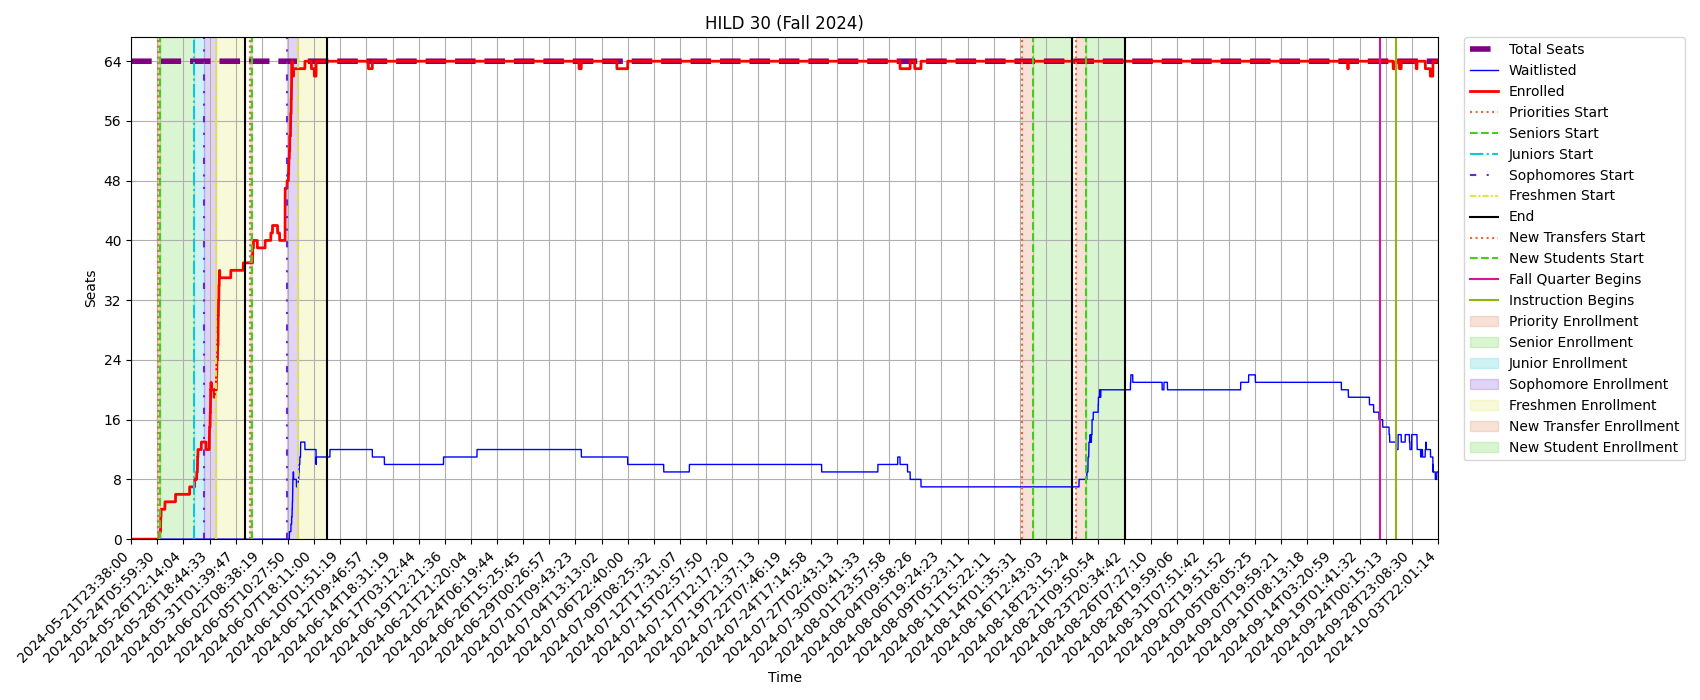 HILD 30 (Fall 2024)
Seats
64
56
48
40
32
24
16
8
0
2024-05-21T23:38:00
2024-05-24T05:59:30
2024-05-26T12:14:04
2024-05-28T18:44:33
2024-05-31T01:39:47
2024-06-02T08:38:19
2024-06-05T10:27:50
2024-06-07T18:11:00
2024-06-10T01:51:19
2024-06-12T09:46:57
2024-06-14T18:31:19
2024-06-17T03:12:44
2024-06-19T12:21:36
2024-06-21T21:20:04
2024-06-24T06:19:44
2024-06-26T15:25:45
2024-06-29T00:26:57
2024-07-01T09:43:23
2024-07-04T13:13:02
2024-07-06T22:40:00
2024-07-09T08:25:32
2024-07-12T17:31:07
2024-07-15T02:57:50
2024-07-17T12:17:20
2024-07-19T21:37:13
2024-07-22T07:46:19
2024-07-24T17:14:58
2024-07-27T02:43:13
2024-07-30T00:41:33
2024-08-01T23:57:58
2024-08-04T09:58:26
2024-08-06T19:24:23
2024-08-09T05:23:11
2024-08-11T15:22:11
2024-08-14T01:35:31
2024-08-16T12:43:03
2024-08-18T23:15:24
2024-08-21T09:50:54
2024-08-23T20:34:42
2024-08-26T07:27:10
2024-08-28T19:59:06
2024-08-31T07:51:42
2024-09-02T19:51:52
2024-09-05T08:05:25
2024-09-07T19:59:21
2024-09-10T08:13:18
2024-09-14T03:20:59
2024-09-19T01:41:32
2024-09-24T00:15:13
2024-09-28T23:08:30
2024-10-03T22:01:14
Time
Total Seats
Waitlisted
Enrolled
Priorities Start
Seniors Start
Juniors Start
Sophomores Start
Freshmen Start
End
New Transfers Start
New Students Start
Fall Quarter Begins
Instruction Begins
Priority Enrollment
Senior Enrollment
Junior Enrollment
Sophomore Enrollment
Freshmen Enrollment
New Transfer Enrollment
New Student Enrollment